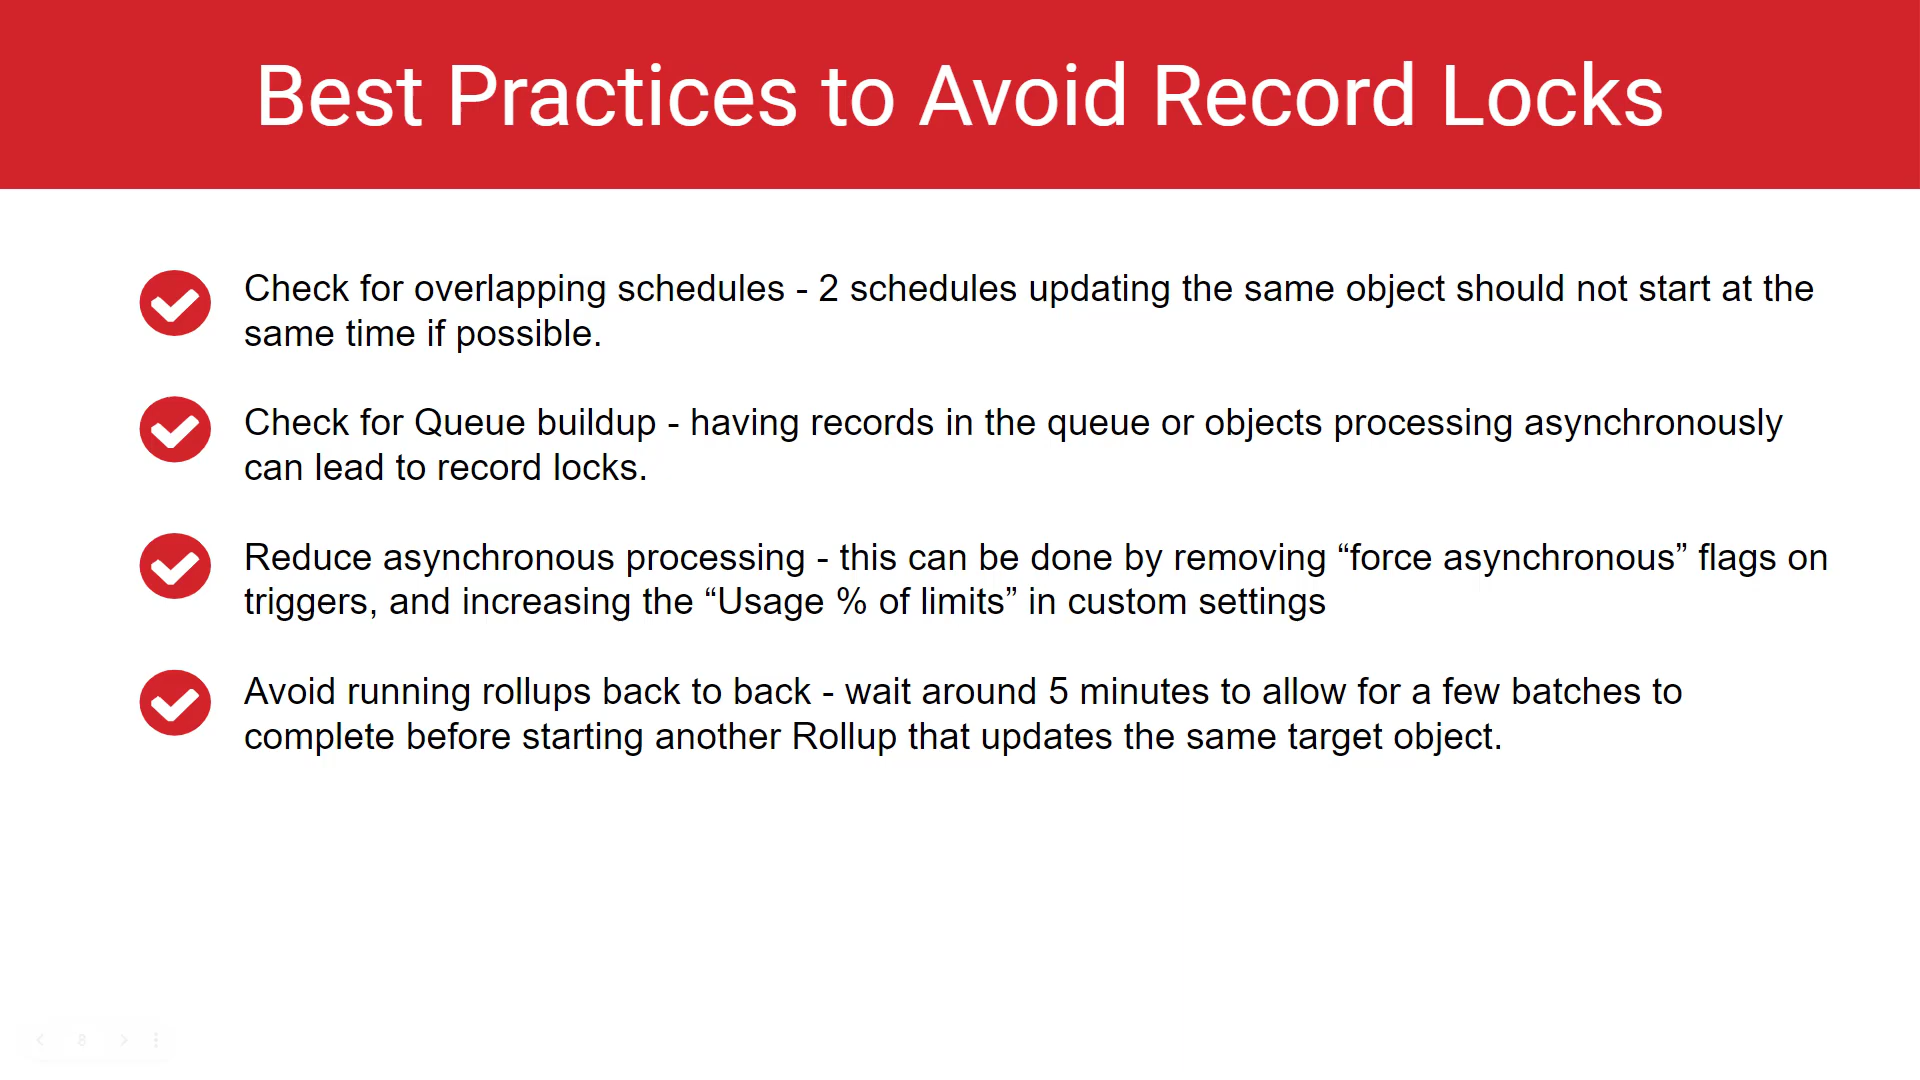 Best Practices to Avoid Record Locks
Check for overlapping schedules - 2 schedules updating the same object should not start at the
same time if possible.
Check for Queue buildup - having records in the queue or objects processing asynchronously
can lead to record locks.
Reduce asynchronous processing - this can be done by removing “force asynchronous” flags on
triggers, and increasing the “Usage % of limits” in custom settings
Avoid running rollups back to back - wait around 5 minutes to allow for a few batches to
complete before starting another Rollup that updates the same target object.
8